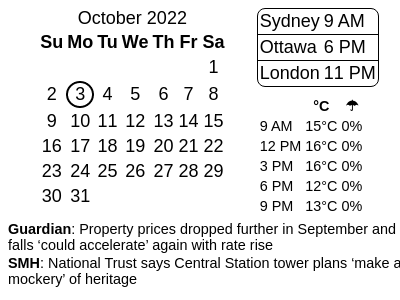 October 2022
Su Mo Tu We Th Fr Sa
1
2 3 4 5 6 7 8
9 10 11 12 13 14 15
16 17 18 19 20 21 22
23 24 25 26 27 28 29
30 31
Sydney 9 AM
Ottawa 6 PM
London 11 PM
°C ☂
9 AM 15°C 0%
12 PM 16°C 0%
3 PM 16°C 0%
6 PM 12°C 0%
9 PM 13°C 0%
Guardian: Property prices dropped further in September and
falls ‘could accelerate’ again with rate rise
SMH: National Trust says Central Station tower plans ‘make a
mockery’ of heritage